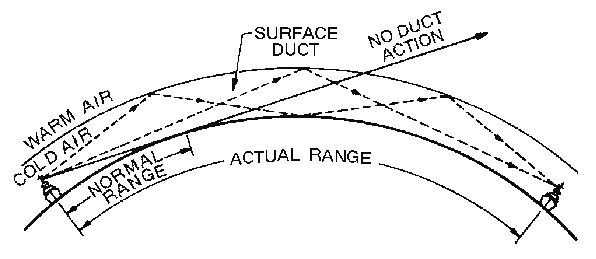 SURFACE
DUCT
NO DUCT
ACTION
WARM AIR
COLD AIR
NORMAL
RANGE
ACTUAL RANGE